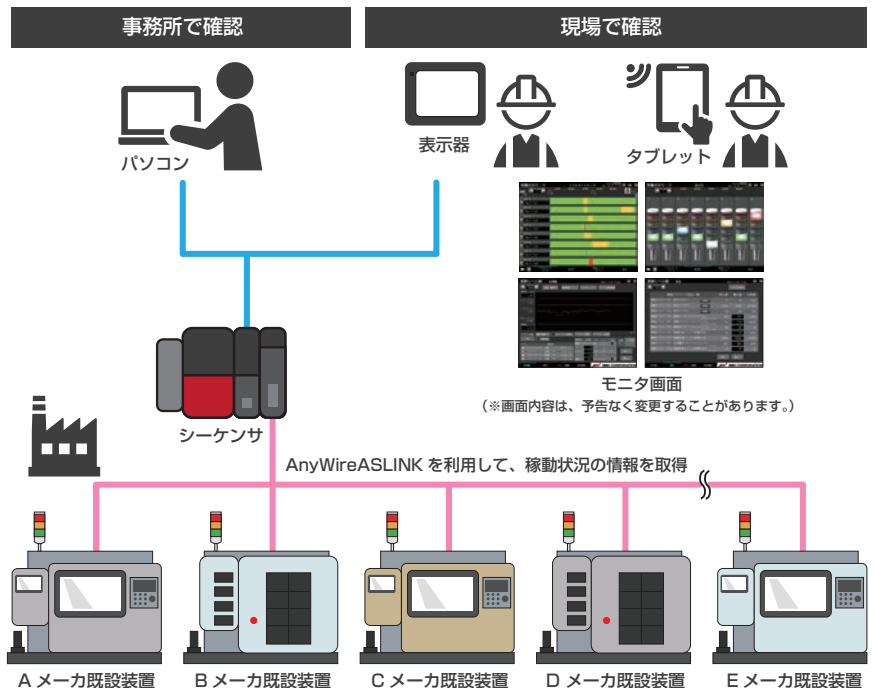 事務所で確認
現場で確認
パソコン
表示器
タブレット
モニタ画面
(※画面内容は、予告なく変更することがあります。)
シーケンサ
AnyWireASLINK を利用して、稼動状況の情報を取得
A メーカ既設装置
B メーカ既設装置
C メーカ既設装置
D メーカ既設装置
E メーカ既設装置